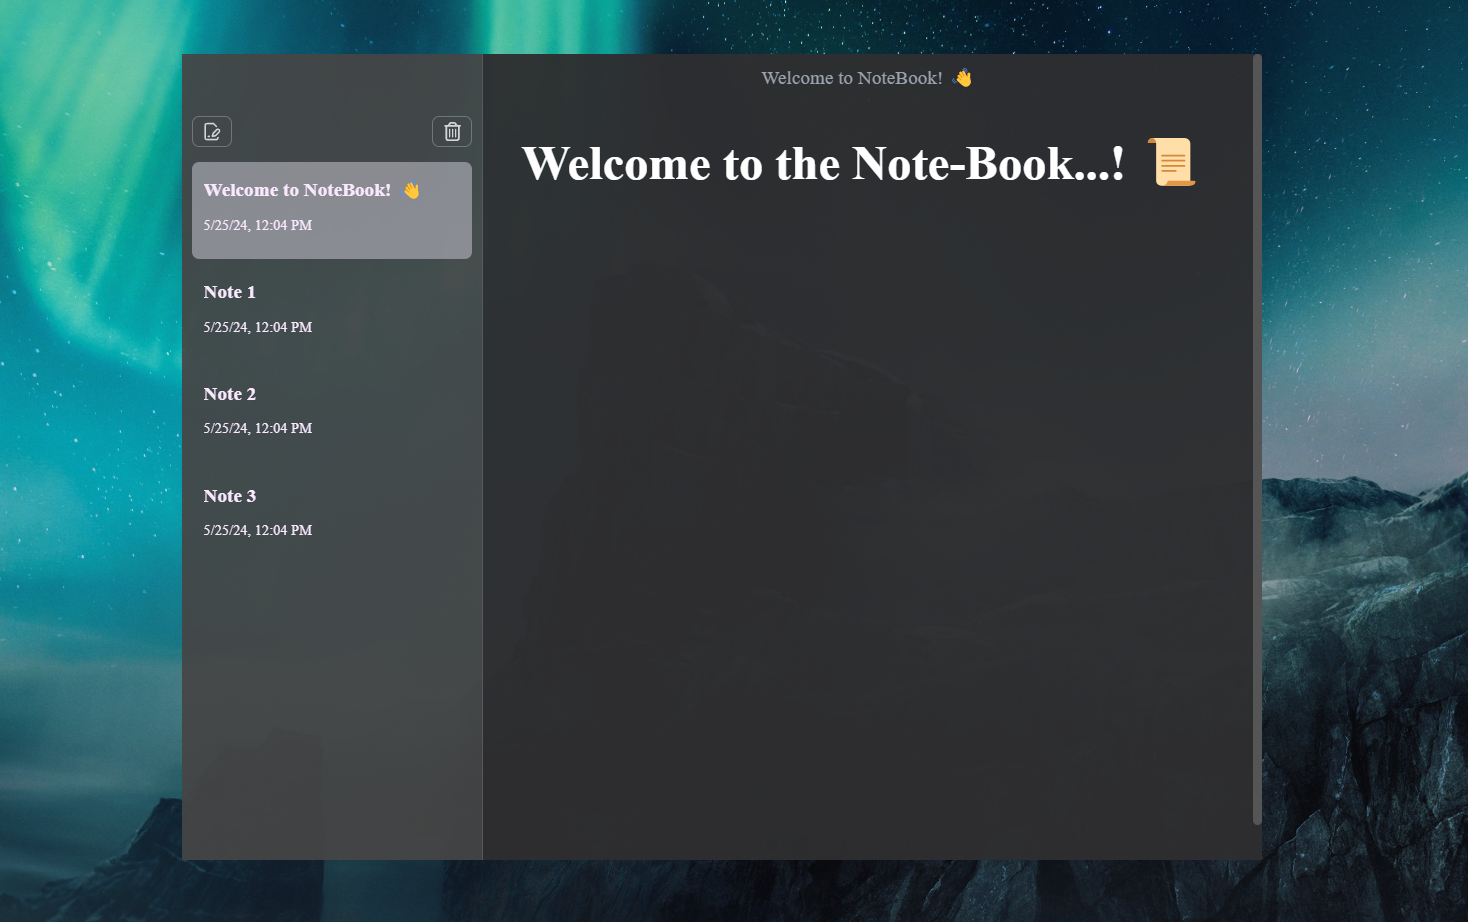 Welcome to NoteBook! 👋
5/25/24, 12:04 PM
Note 1
5/25/24, 12:04 PM
Note 2
5/25/24, 12:04 PM
Note 3
5/25/24, 12:04 PM
Welcome to NoteBook! 👋
Welcome to the Note-Book...! 📜